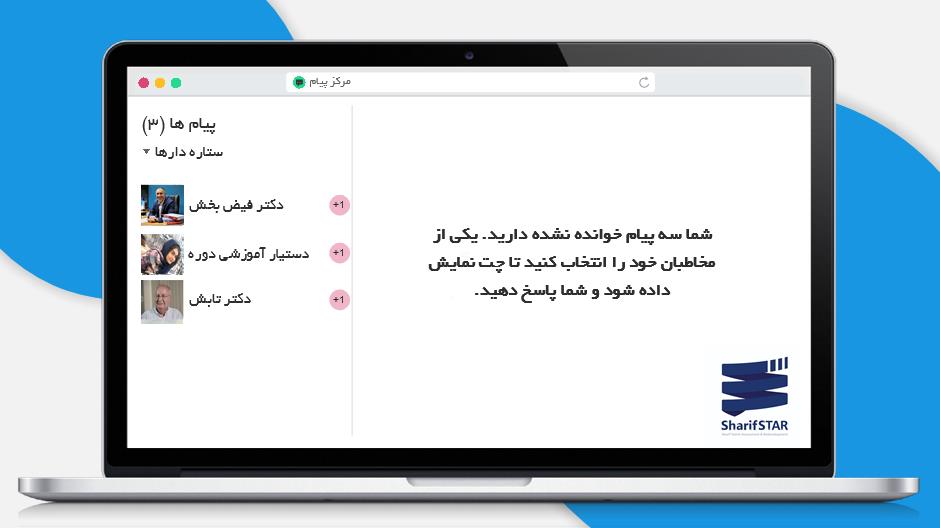 مرکز پیام
پیام ها (۳)
ستاره دارها
دکتر فیض بخش
+1
دستیار آموزشی دوره
+1
دکتر تابش
+1
شما سه پیام خوانده نشده دارید. یکی از
مخاطبان خود را انتخاب کنید تا چت نمایش
داده شود و شما پاسخ دهید.
SharifSTAR